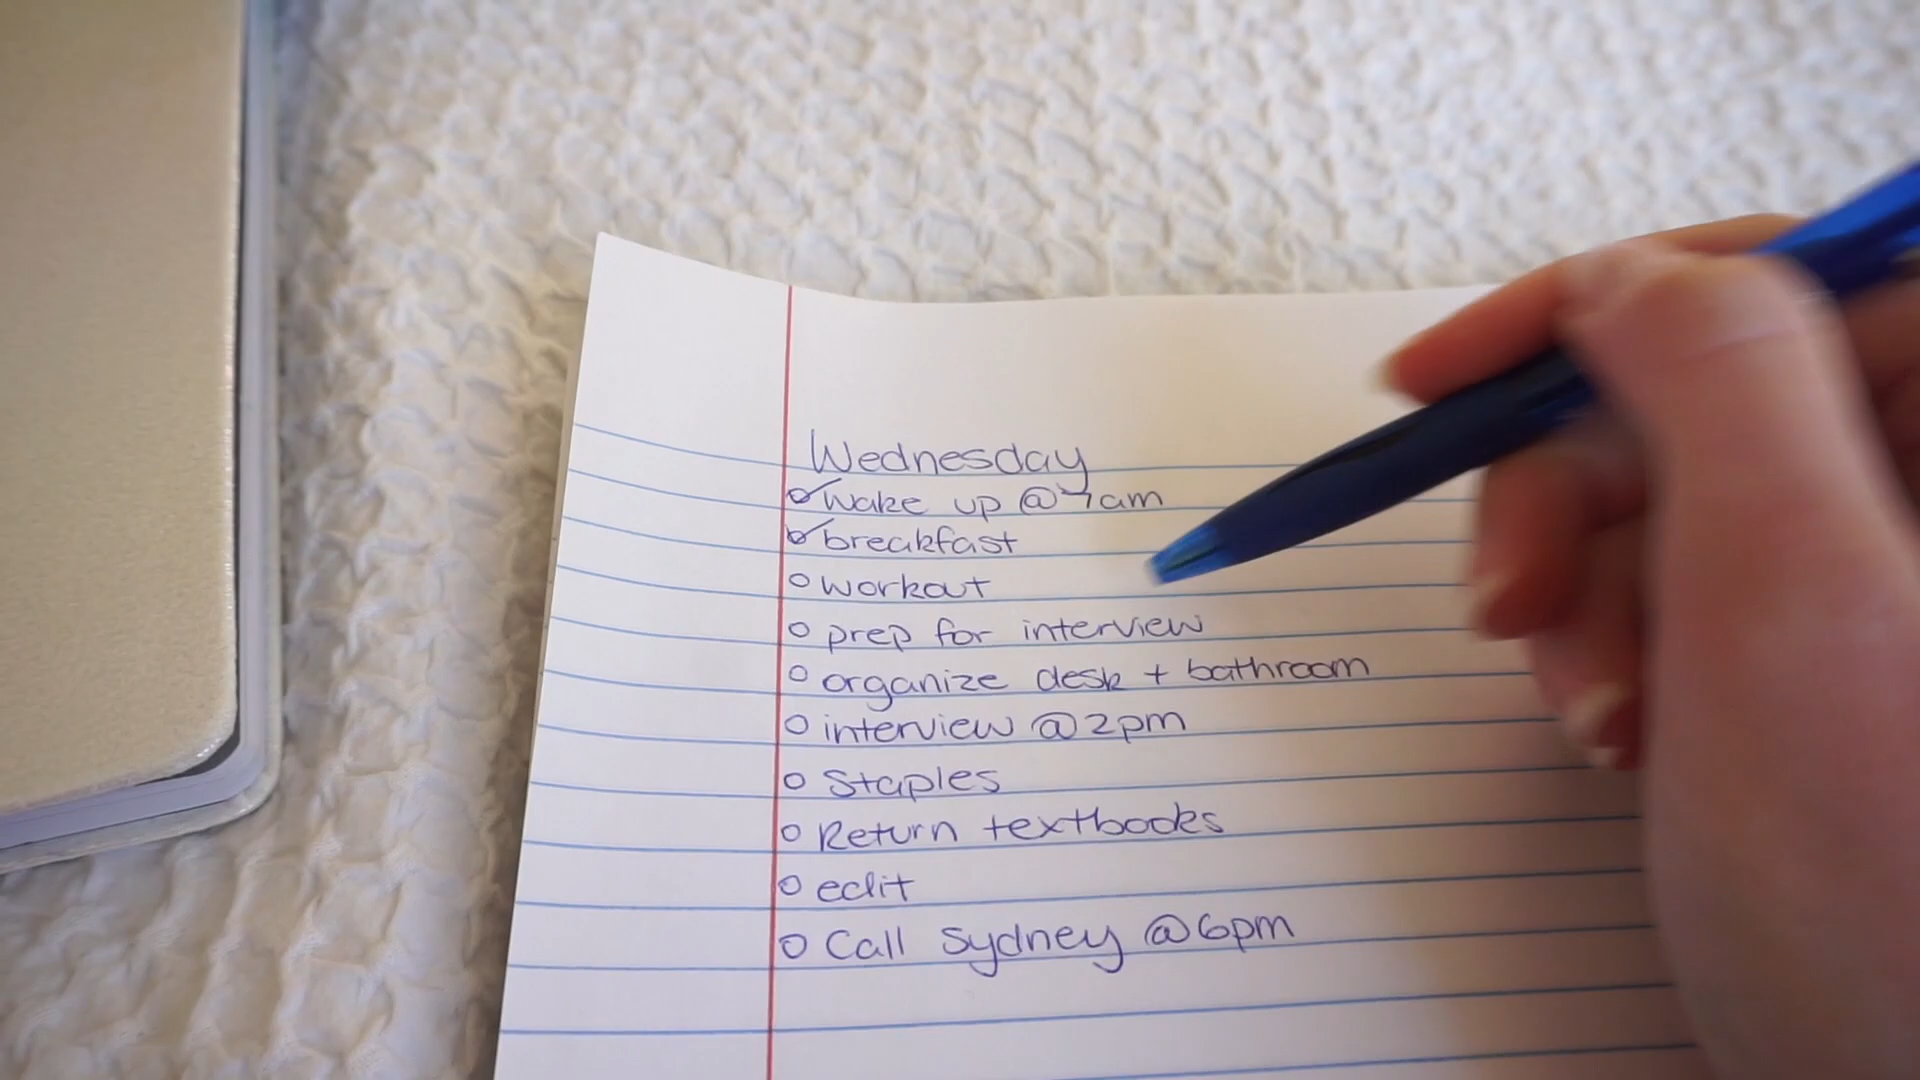 Wednesday
wake up @7am
breakfast
workout
prep for interview
organize desk + bathroom
interview @2pm
Staples
Return textbooks
edit
Call Sydney @6pm